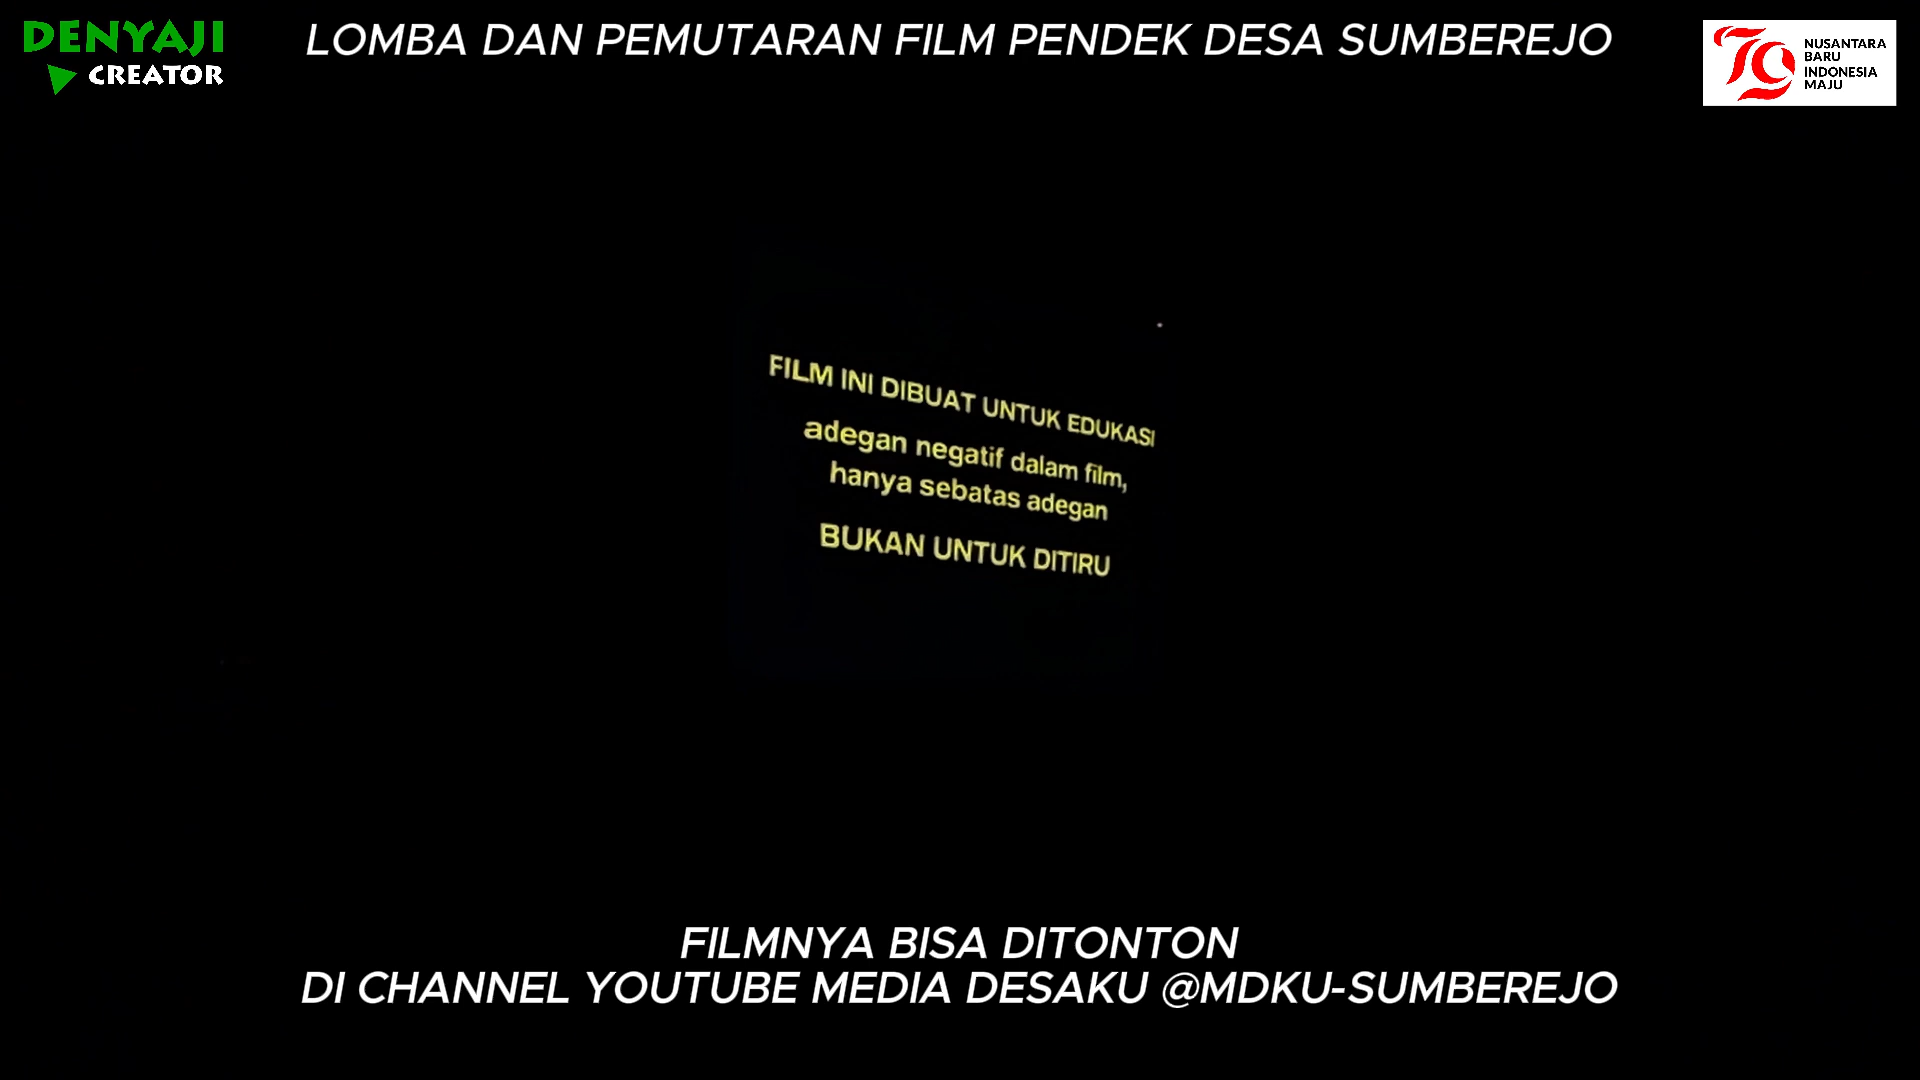 DENYAJI
CREATOR
LOMBA DAN PEMUTARAN FILM PENDEK DESA SUMBEREJO
79
NUSANTARA
BARU
INDONESIA
MAJU
FILM INI DIBUAT UNTUK EDUKASI
adegan negatif dalam film,
hanya sebatas adegan
BUKAN UNTUK DITIRU
FILMNYA BISA DITONTON
DI CHANNEL YOUTUBE MEDIA DESAKU @MDKU-SUMBEREJO